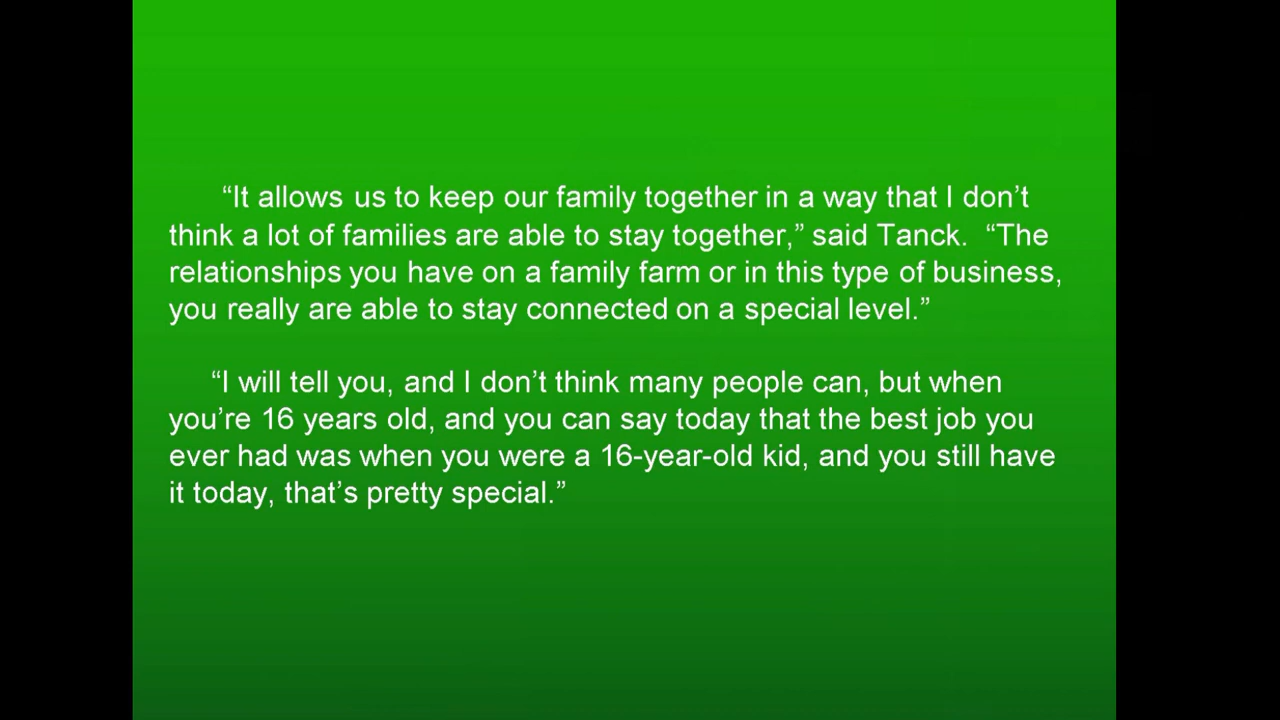 “It allows us to keep our family together in a way that I don’t
think a lot of families are able to stay together,” said Tanck.  “The
relationships you have on a family farm or in this type of business,
you really are able to stay connected on a special level.”
“I will tell you, and I don’t think many people can, but when
you’re 16 years old, and you can say today that the best job you
ever had was when you were a 16-year-old kid, and you still have
it today, that’s pretty special.”